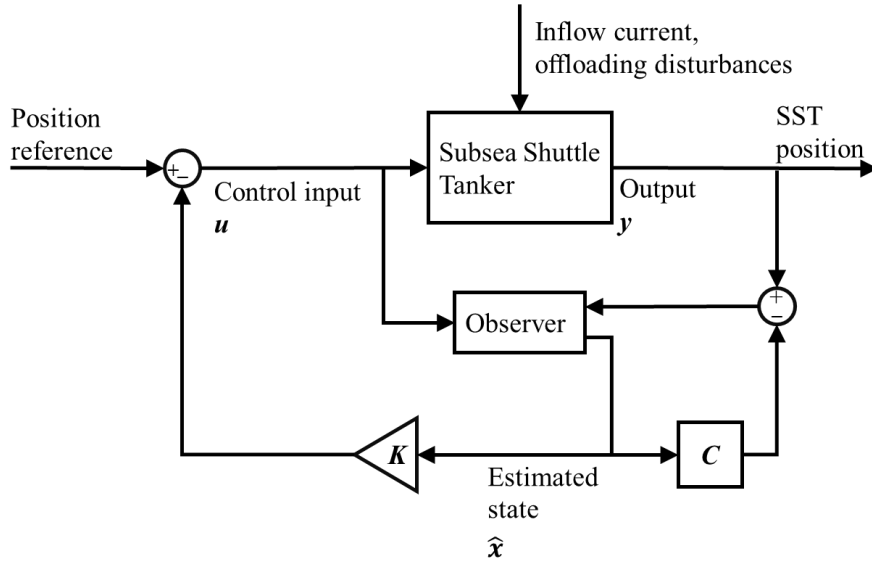 Inflow current,
offloading disturbances
Position
reference
+
−
Subsea Shuttle
Tanker
SST
position
Control input
u
Output
y
Observer
+
−
K
C
Estimated
state
x̂